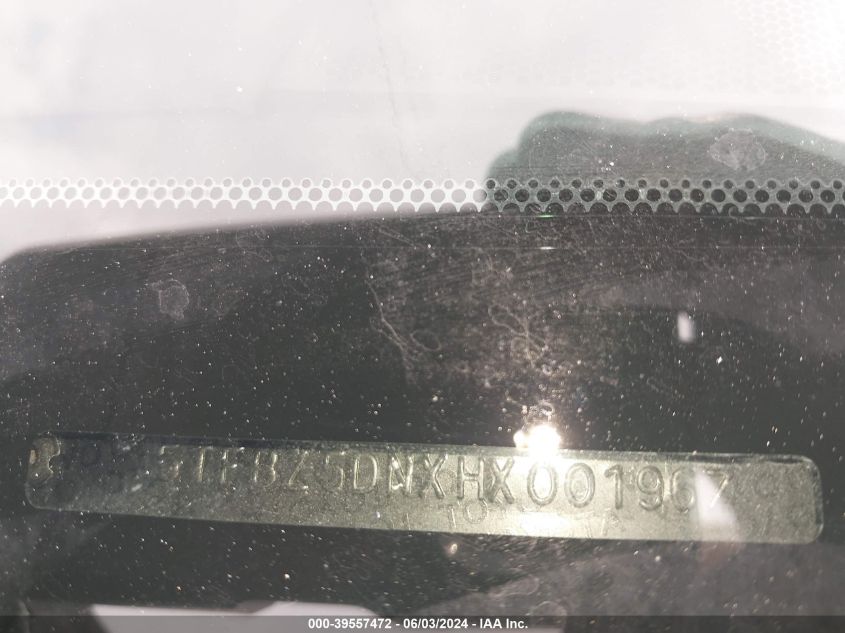 5TFBZ5DNXHX001967
000-39557472 - 06/03/2024 - IAA Inc.